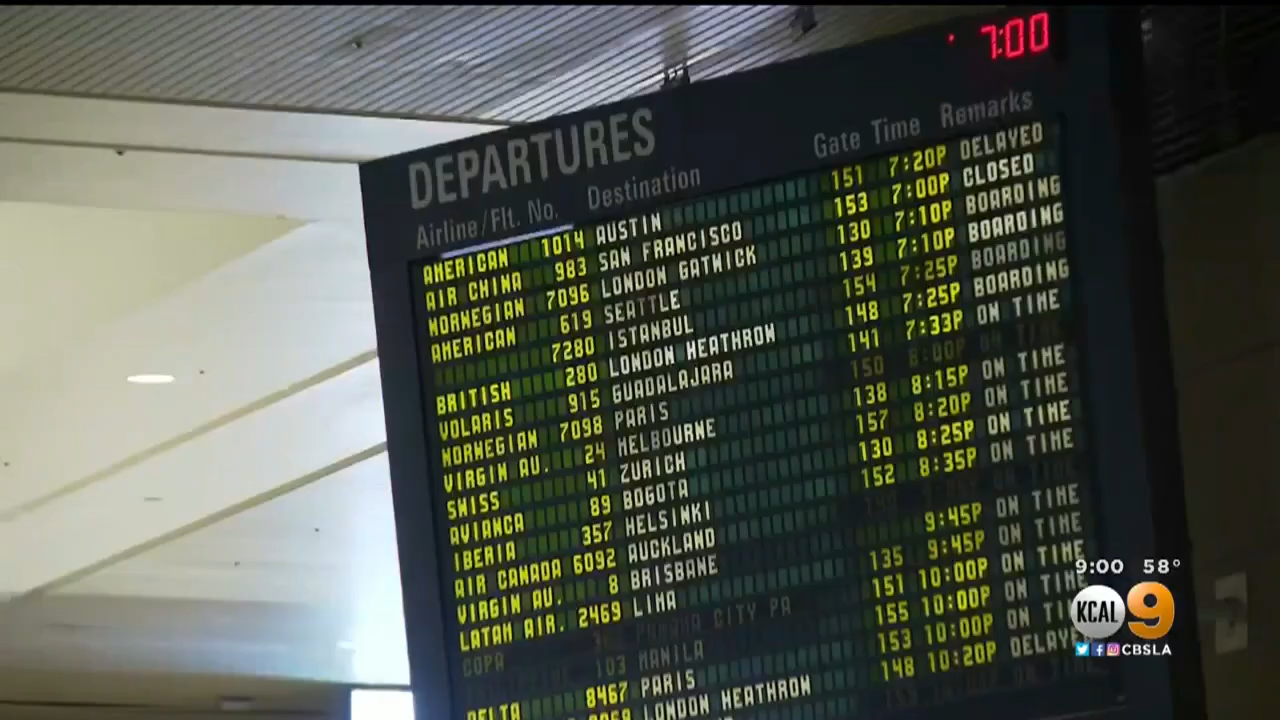 7:00
DEPARTURES
Airline/Flt. No. Destination Gate Time Remarks
AMERICAN 1014 AUSTIN 151 7:20P DELAYED
AIR CHINA 983 SAN FRANCISCO 153 7:00P CLOSED
NORWEGIAN 7096 LONDON GATWICK 130 7:10P BOARDING
AMERICAN 619 SEATTLE 139 7:10P BOARDING
7280 ISTANBUL 154 7:25P BOARDING
BRITISH 280 LONDON HEATHROW 148 7:25P BOARDING
VOLARIS 915 GUADALAJARA 141 7:33P ON TIME
NORWEGIAN 7098 PARIS 150 8:00P ON TIME
VIRGIN AU. 24 MELBOURNE 138 8:15P ON TIME
SWISS 41 ZURICH 157 8:20P ON TIME
AVIANCA 89 BOGOTA 130 8:25P ON TIME
IBERIA 357 HELSINKI 152 8:35P ON TIME
AIR CANADA 6092 AUCKLAND
VIRGIN AU. 8 BRISBANE 9:45P ON TIME
LATAM AIR. 2469 LIMA 135 9:45P ON TIME
COPA PANAMA CITY PA 151 10:00P ON TIME
103 MANILA 155 10:00P ON TIME
DELTA 8467 PARIS 153 10:00P ON TI
LONDON HEATHROW 148 10:20P DELAYE
9:00 58°
KCAL 9
CBSLA